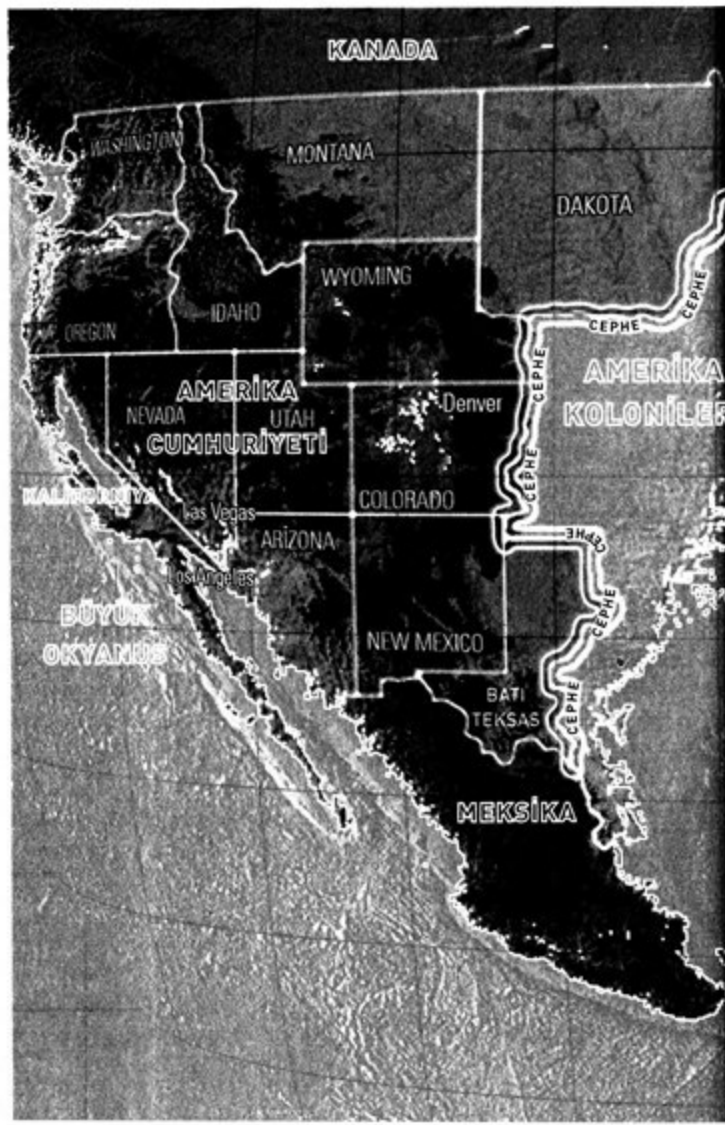 KANADA
WASHINGTON
MONTANA
DAKOTA
WYOMING
IDAHO
OREGON
CEPHE
CEPHE
CEPHE
AMERİKA
KOLONİLER
AMERİKA
CUMHURİYETİ
NEVADA
UTAH
Denver
CEPHE
KALİFORNİYA
COLORADO
Las Vegas
ARİZONA
CEPHE
Los Angeles
CEPHE
BÜYÜK
OKYANUS
NEW MEXICO
BATI
TEKSAS
CEPHE
MEKSİKA